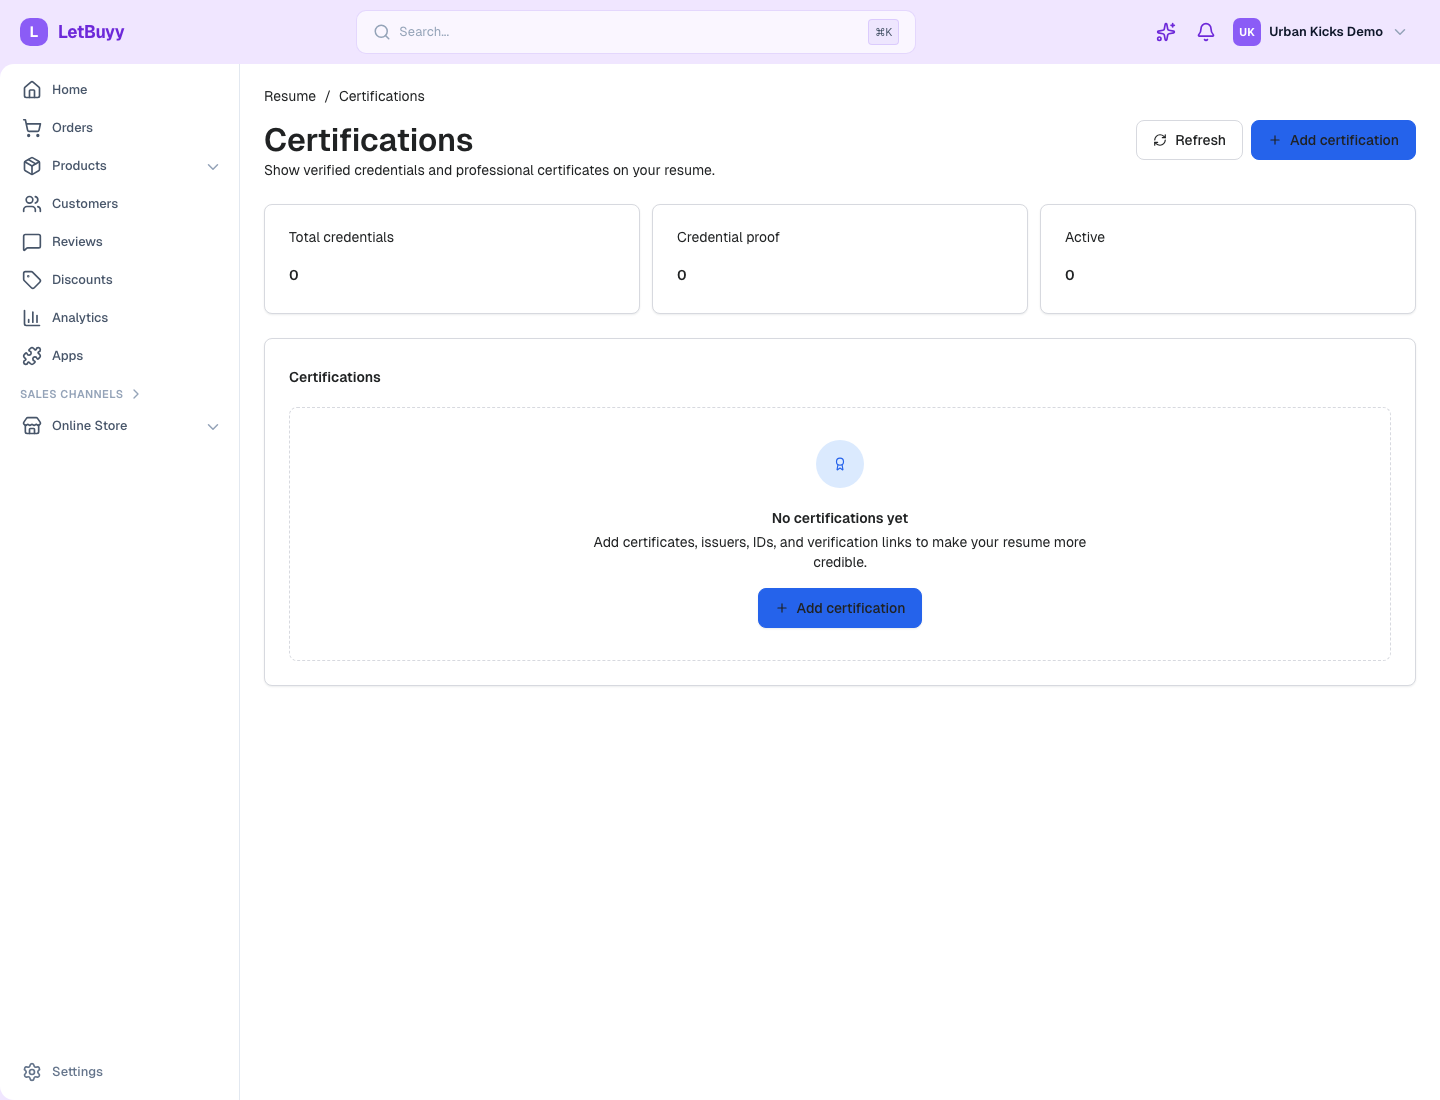 L LetBuyy
Search...
⌘K
UK Urban Kicks Demo
Home
Orders
Products
Customers
Reviews
Discounts
Analytics
Apps
SALES CHANNELS
Online Store
Settings
Resume / Certifications
Certifications
Show verified credentials and professional certificates on your resume.
Refresh
Add certification
Total credentials
0
Credential proof
0
Active
0
Certifications
No certifications yet
Add certificates, issuers, IDs, and verification links to make your resume more
credible.
Add certification